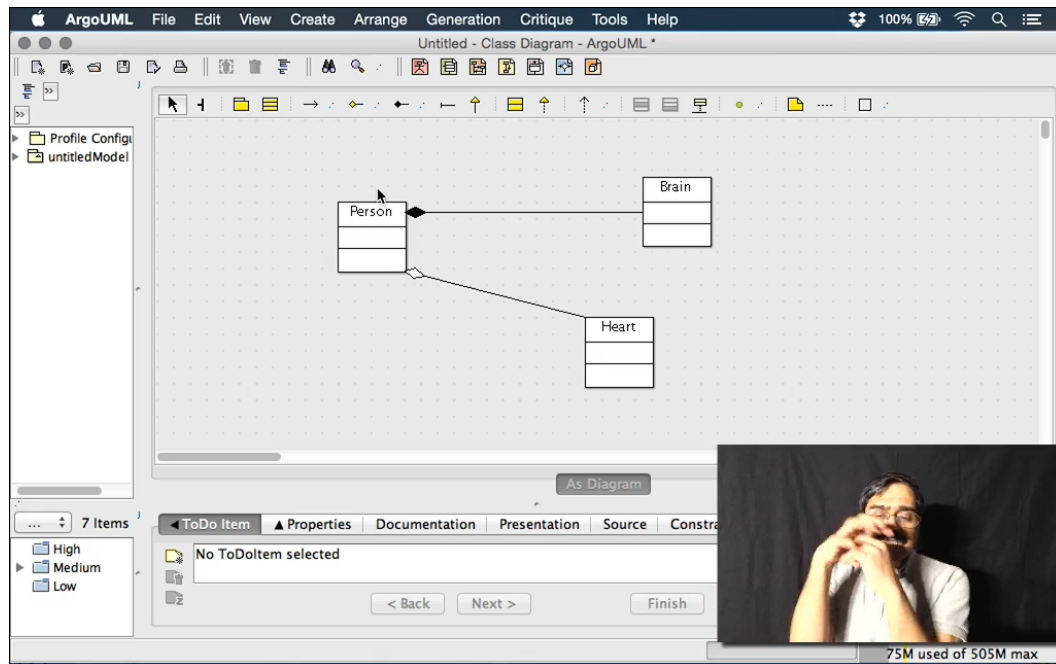 ArgoUML File Edit View Create Arrange Generation Critique Tools Help 100%
Untitled - Class Diagram - ArgoUML *
>>
>>
Profile Configu
untitledModel
Person
Brain
Heart
As Diagram
... 7 Items
ToDo Item Properties Documentation Presentation Source Constra
High
Medium
Low
No ToDoItem selected
< Back Next > Finish
75M used of 505M max